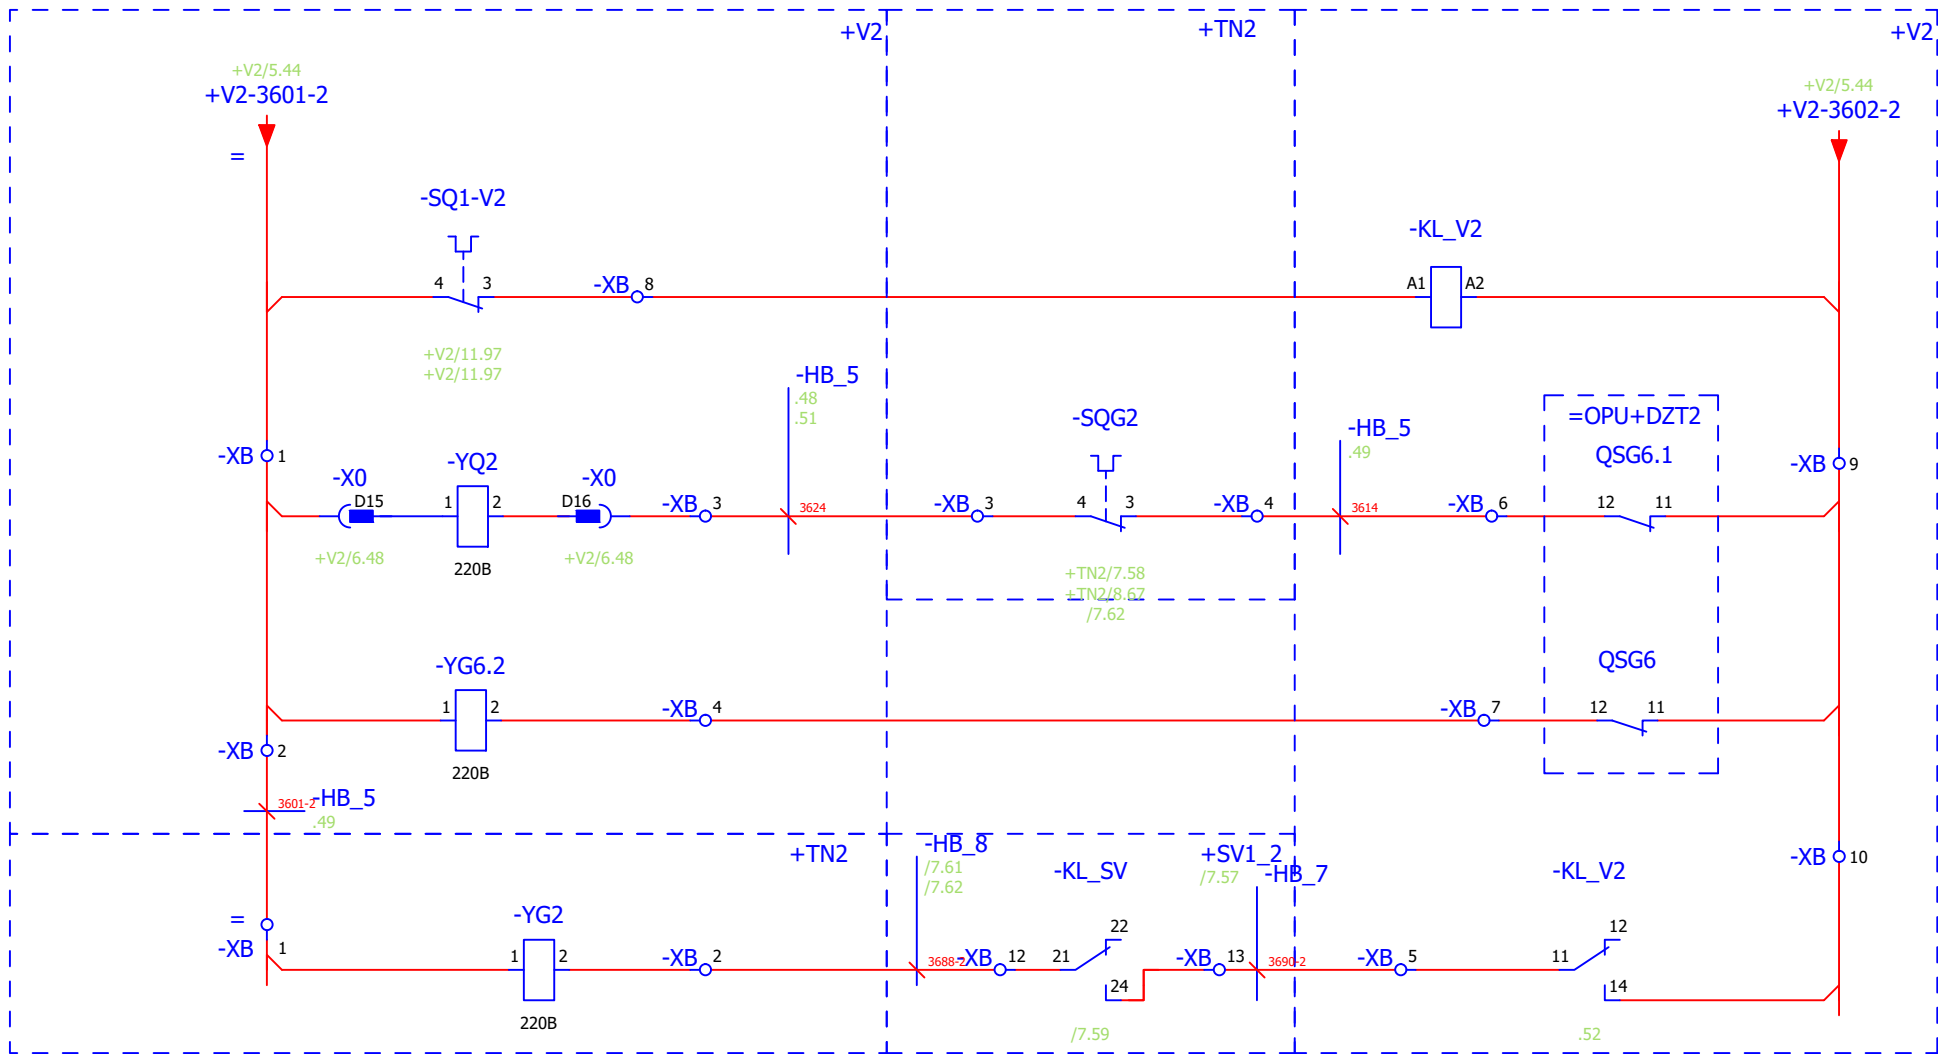 +V2
+TN2
+V2
+V2/5.44
+V2-3601-2
=
+V2/5.44
+V2-3602-2
-SQ1-V2
4 3
-XB 8
+V2/11.97
+V2/11.97
-KL_V2
A1 A2
-HB_5
.48
.51
3624
-SQG2
4 3
-HB_5
.49
3614
=OPU+DZT2
QSG6.1
12 11
-XB 1
-X0
D15
+V2/6.48
-YQ2
1 2
220В
-X0
D16
+V2/6.48
-XB 3
-XB 3
-XB 4
-XB 6
-XB 9
+TN2/7.58
+TN2/8.67
/7.62
-YG6.2
1 2
220В
-XB 4
-XB 7
QSG6
12 11
-XB 2
3601-2
-HB_5
.49
+TN2
-HB_8
/7.61
/7.62
3688-2
+SV1_2
/7.57
-HB_7
3690-2
-KL_SV
21
22
24
/7.59
-KL_V2
11
12
14
.52
-XB 10
=
-XB 1
-YG2
1 2
220В
-XB 2
-XB 12
-XB 13
-XB 5